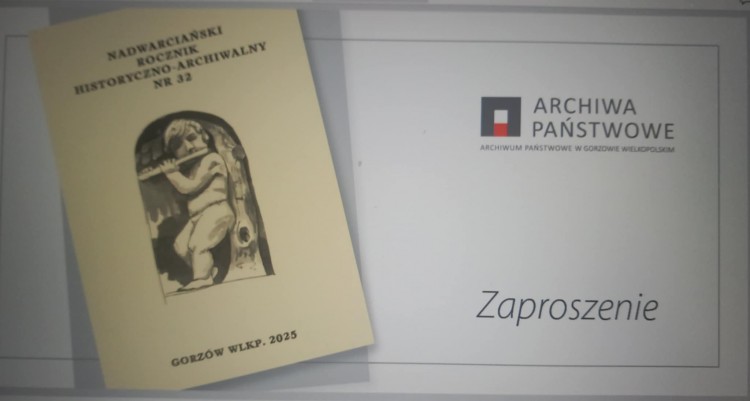 NADWARCIAŃSKI
ROCZNIK
HISTORYCZNO-ARCHIWALNY
NR 32
GORZÓW WLKP. 2025
ARCHIWA
PAŃSTWOWE
ARCHIWUM PAŃSTWOWE W GORZOWIE WIELKOPOLSKIM
Zaproszenie